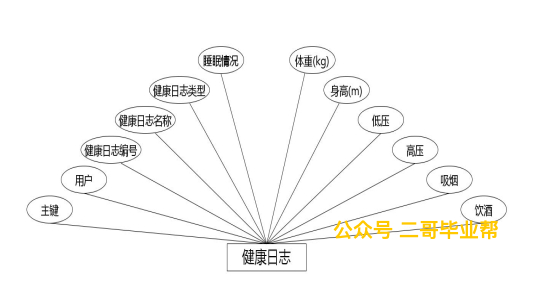 睡眠情况
体重(kg)
健康日志类型
身高(m)
健康日志名称
低压
健康日志编号
高压
用户
吸烟
主键
饮酒
公众号 二哥毕业帮
健康日志